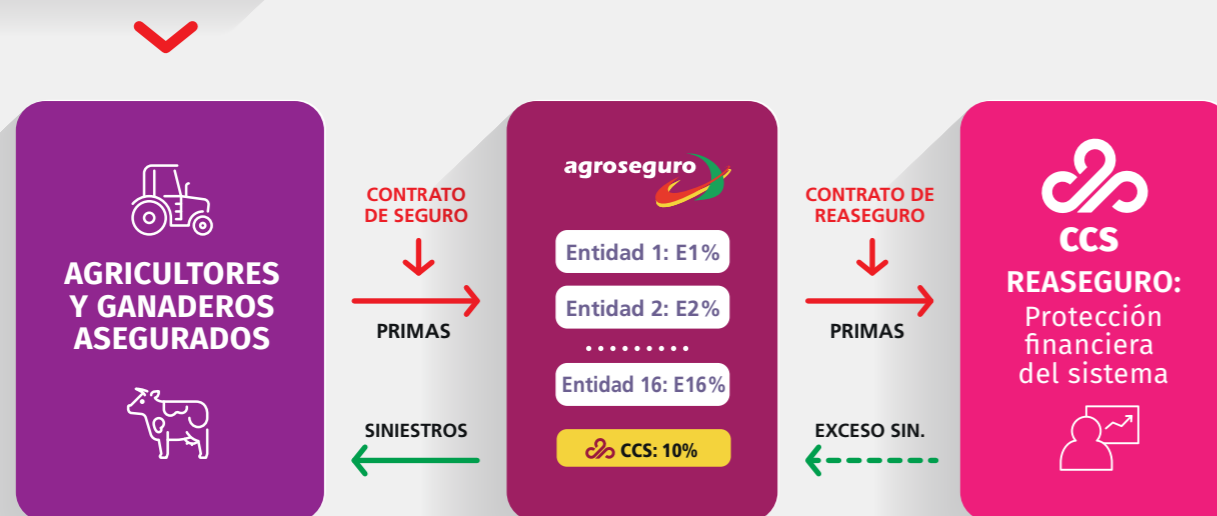 AGRICULTORES
Y GANADEROS
ASEGURADOS
CONTRATO
DE SEGURO
PRIMAS
SINIESTROS
agroseguro
Entidad 1: E1%
Entidad 2: E2%
.........
Entidad 16: E16%
CCS: 10%
CONTRATO DE
REASEGURO
PRIMAS
EXCESO SIN.
CCS
REASEGURO:
Protección
financiera
del sistema